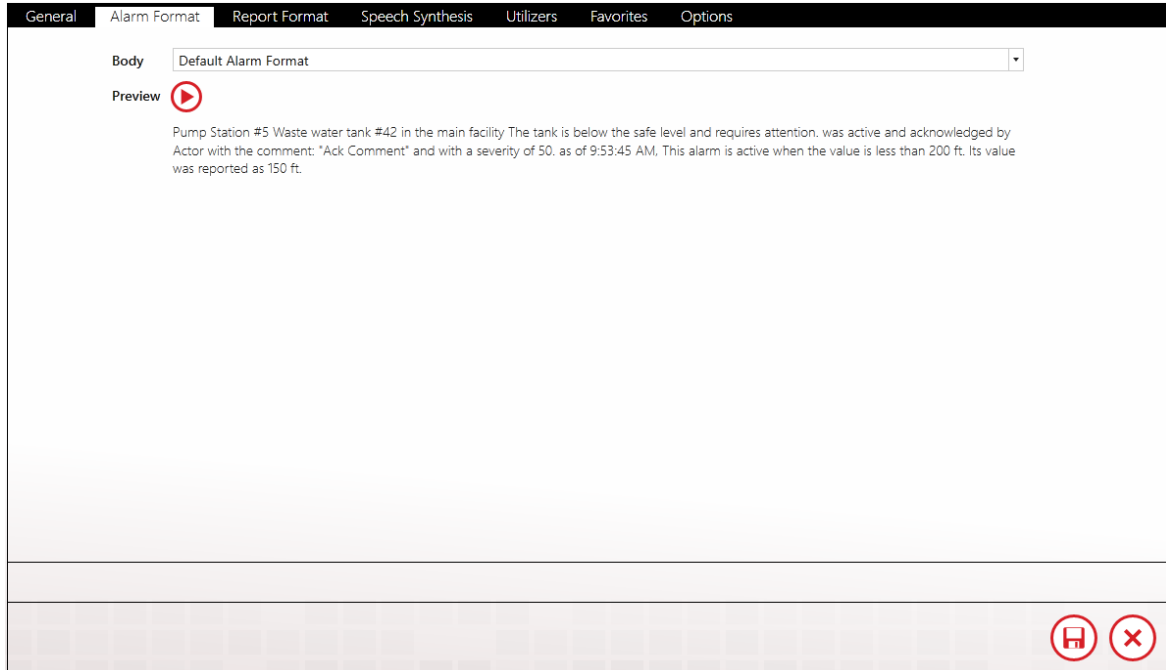 General Alarm Format Report Format Speech Synthesis Utilizers Favorites Options
Body Default Alarm Format
Preview
Pump Station #5 Waste water tank #42 in the main facility The tank is below the safe level and requires attention. was active and acknowledged by
Actor with the comment: "Ack Comment" and with a severity of 50. as of 9:53:45 AM, This alarm is active when the value is less than 200 ft. Its value
was reported as 150 ft.